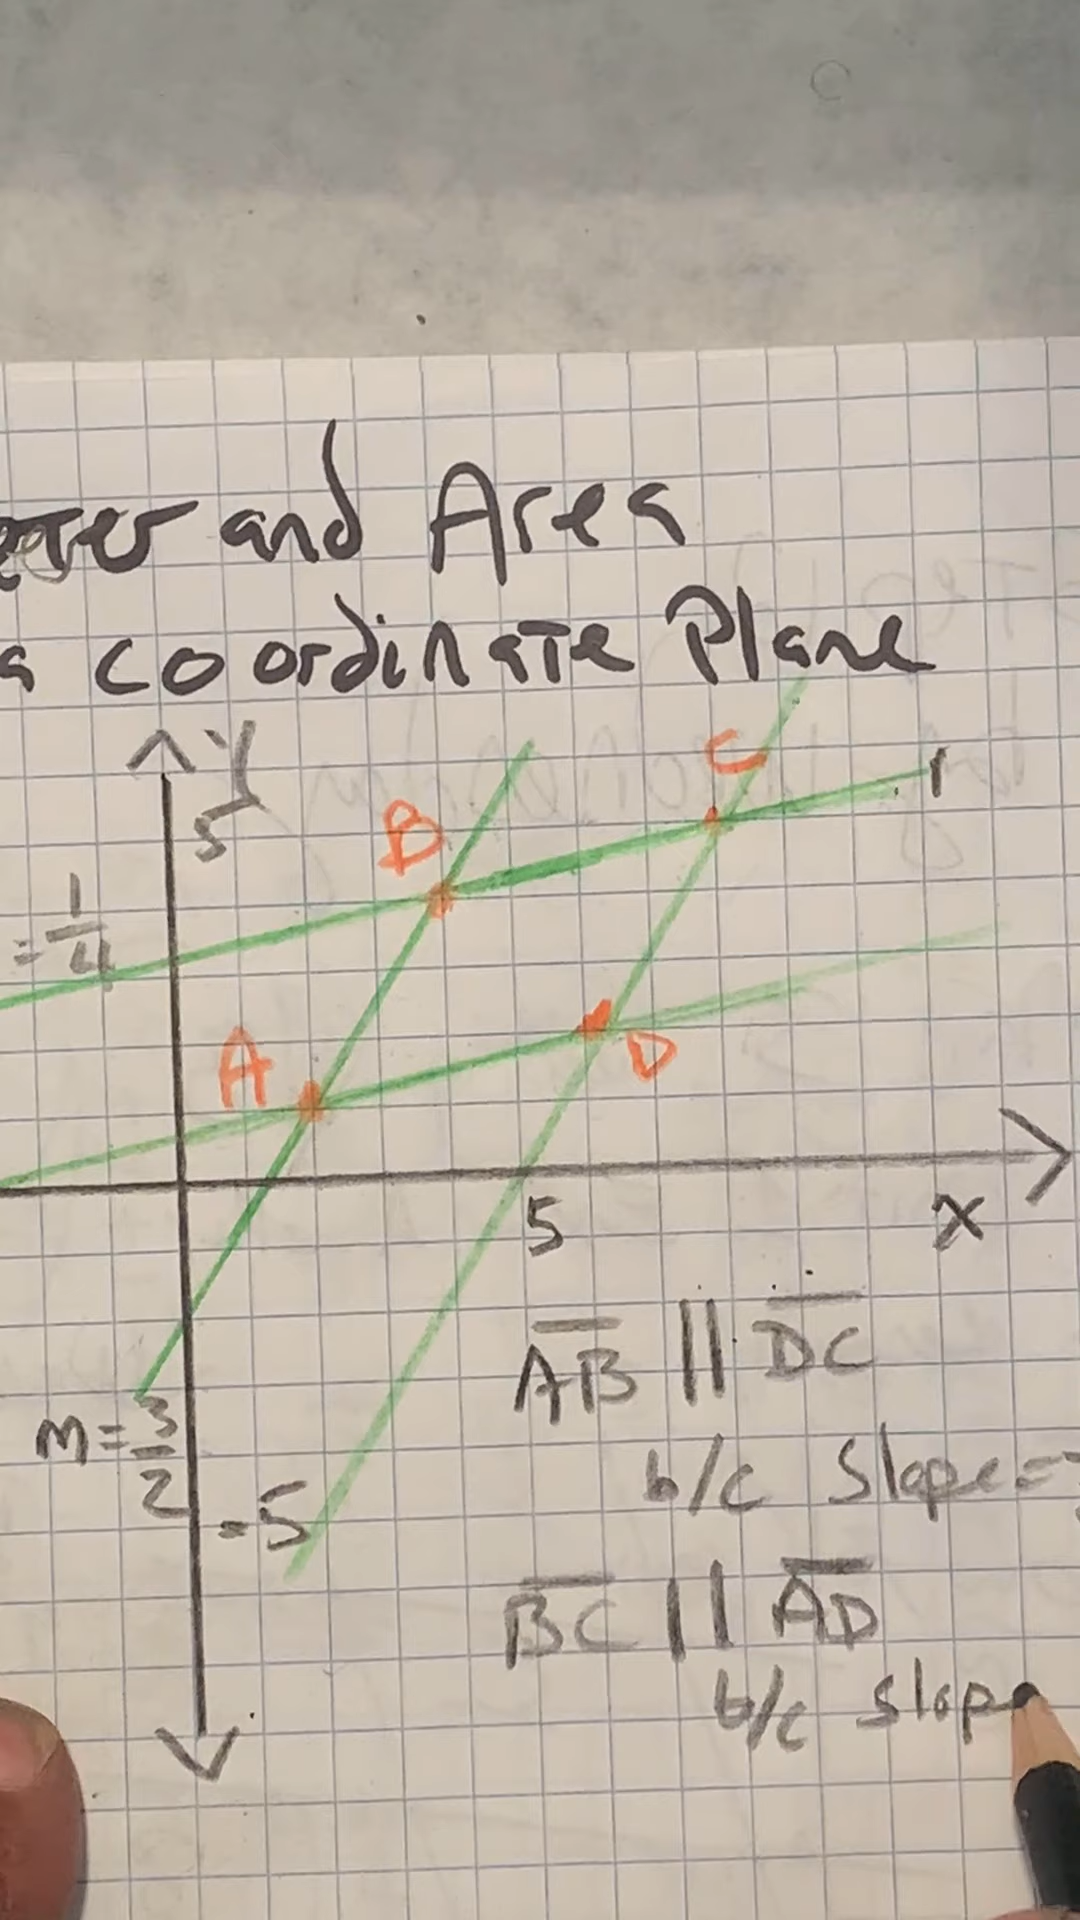 and Area
a coordinate Plane
y
5
C
B
= 1/4
A
D
5
x
AB || DC
m = 3/2
b/c Slope =
-5
BC || AD
b/c slop